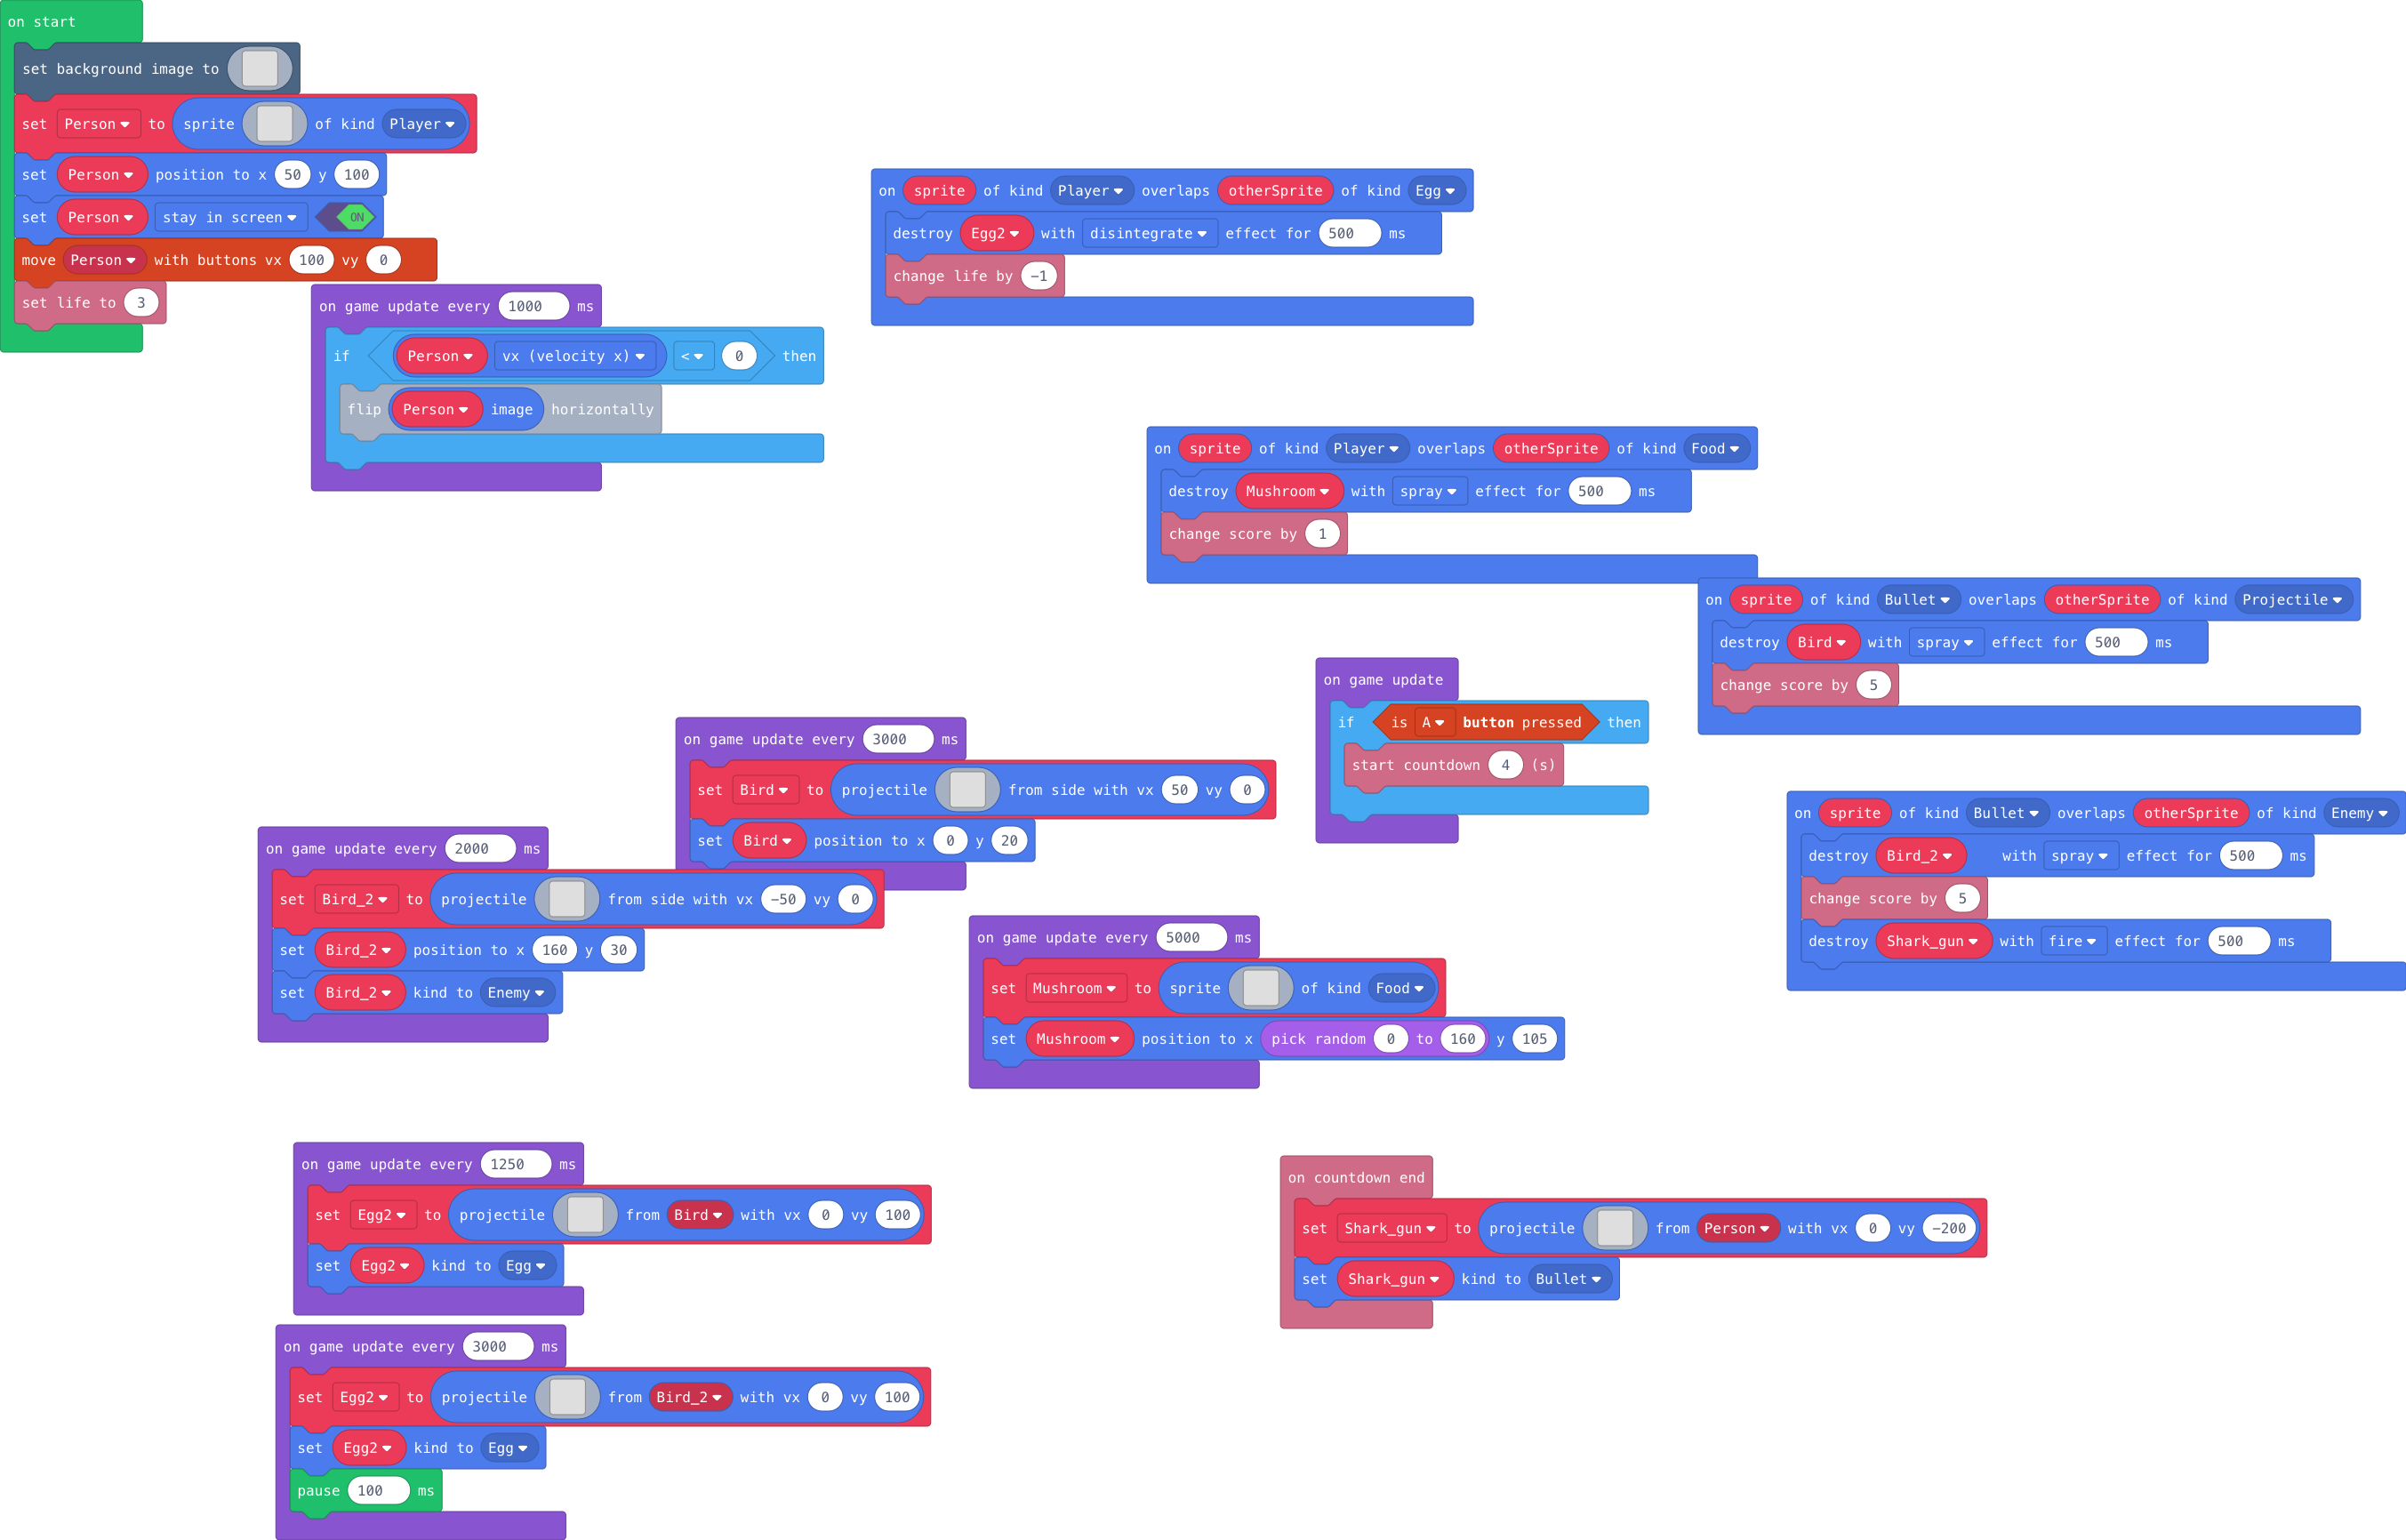 on start
set background image to
set Person to sprite of kind Player
set Person position to x 50 y 100
set Person stay in screen ON
move Person with buttons vx 100 vy 0
set life to 3
on game update every 1000 ms
if Person vx (velocity x) < 0 then
flip Person image horizontally
on sprite of kind Player overlaps otherSprite of kind Egg
destroy Egg2 with disintegrate effect for 500 ms
change life by -1
on sprite of kind Player overlaps otherSprite of kind Food
destroy Mushroom with spray effect for 500 ms
change score by 1
on sprite of kind Bullet overlaps otherSprite of kind Projectile
destroy Bird with spray effect for 500 ms
change score by 5
on game update
if is A button pressed then
start countdown 4 (s)
on game update every 3000 ms
set Bird to projectile from side with vx 50 vy 0
set Bird position to x 0 y 20
on game update every 2000 ms
set Bird_2 to projectile from side with vx -50 vy 0
set Bird_2 position to x 160 y 30
set Bird_2 kind to Enemy
on sprite of kind Bullet overlaps otherSprite of kind Enemy
destroy Bird_2 with spray effect for 500 ms
change score by 5
destroy Shark_gun with fire effect for 500 ms
on game update every 5000 ms
set Mushroom to sprite of kind Food
set Mushroom position to x pick random 0 to 160 y 105
on game update every 1250 ms
set Egg2 to projectile from Bird with vx 0 vy 100
set Egg2 kind to Egg
on countdown end
set Shark_gun to projectile from Person with vx 0 vy -200
set Shark_gun kind to Bullet
on game update every 3000 ms
set Egg2 to projectile from Bird_2 with vx 0 vy 100
set Egg2 kind to Egg
pause 100 ms